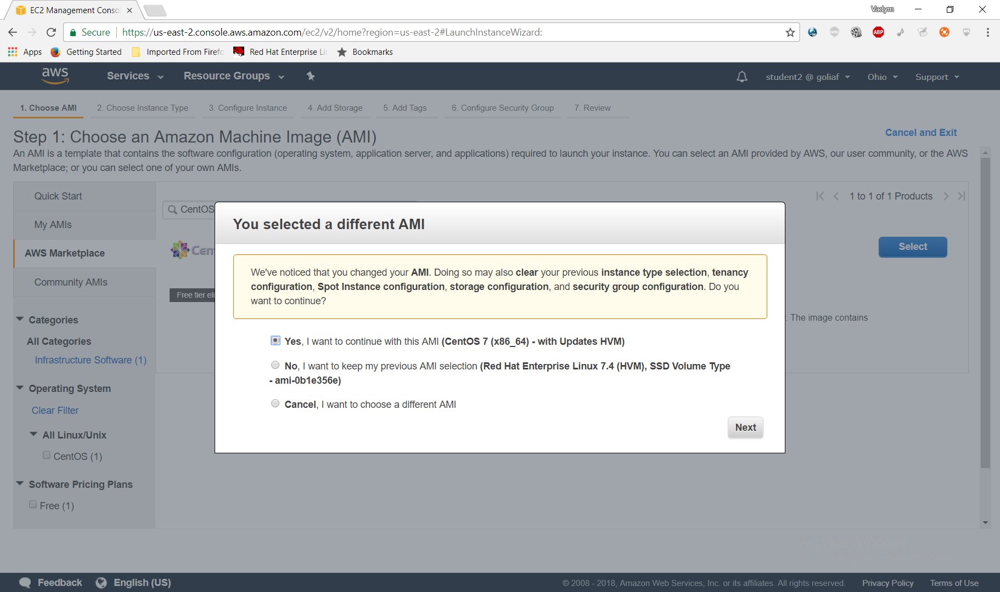 EC2 Management Conso
Vadym
Secure https://us-east-2.console.aws.amazon.com/ec2/v2/home?region=us-east-2#LaunchInstanceWizard:
Apps Getting Started Imported From Firefo Red Hat Enterprise Li Bookmarks
aws Services Resource Groups student2 @ goliaf Ohio Support
1. Choose AMI 2. Choose Instance Type 3. Configure Instance 4. Add Storage 5. Add Tags 6. Configure Security Group 7. Review
Step 1: Choose an Amazon Machine Image (AMI)
Cancel and Exit
An AMI is a template that contains the software configuration (operating system, application server, and applications) required to launch your instance. You can select an AMI provided by AWS, our user community, or the AWS
Marketplace; or you can select one of your own AMIs.
Quick Start
My AMIs
AWS Marketplace
Community AMIs
Categories
All Categories
Infrastructure Software (1)
Operating System
Clear Filter
All Linux/Unix
CentOS (1)
Software Pricing Plans
Free (1)
CentOS
1 to 1 of 1 Products
Cent
Select
Free tier eli
The image contains
You selected a different AMI
We've noticed that you changed your AMI. Doing so may also clear your previous instance type selection, tenancy
configuration, Spot Instance configuration, storage configuration, and security group configuration. Do you
want to continue?
Yes, I want to continue with this AMI (CentOS 7 (x86_64) - with Updates HVM)
No, I want to keep my previous AMI selection (Red Hat Enterprise Linux 7.4 (HVM), SSD Volume Type
- ami-0b1e356e)
Cancel, I want to choose a different AMI
Next
Feedback English (US)
© 2008 - 2018, Amazon Web Services, Inc. or its affiliates. All rights reserved. Privacy Policy Terms of Use